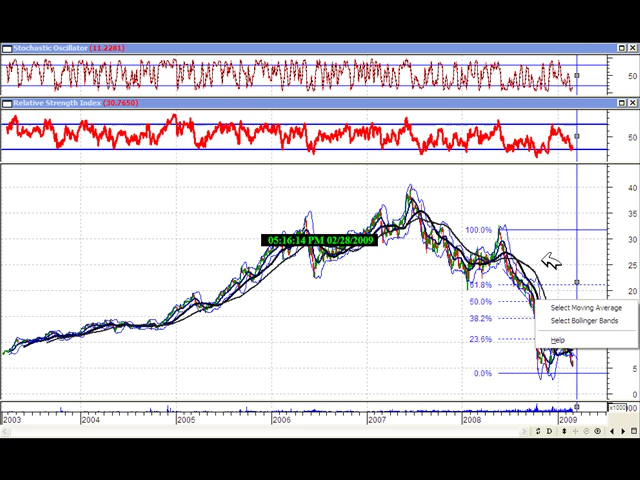 Stochastic Oscillator (11.2281)
50
Relative Strength Index (30.7650)
50
40
35
05:16:14 PM 02/28/2009
100.0%
30
25
61.8%
20
50.0%
Select Moving Average
38.2%
Select Bollinger Bands
23.6%
Help
0.0%
5
0
x1000
2003
2004
2005
2006
2007
2008
2009
D